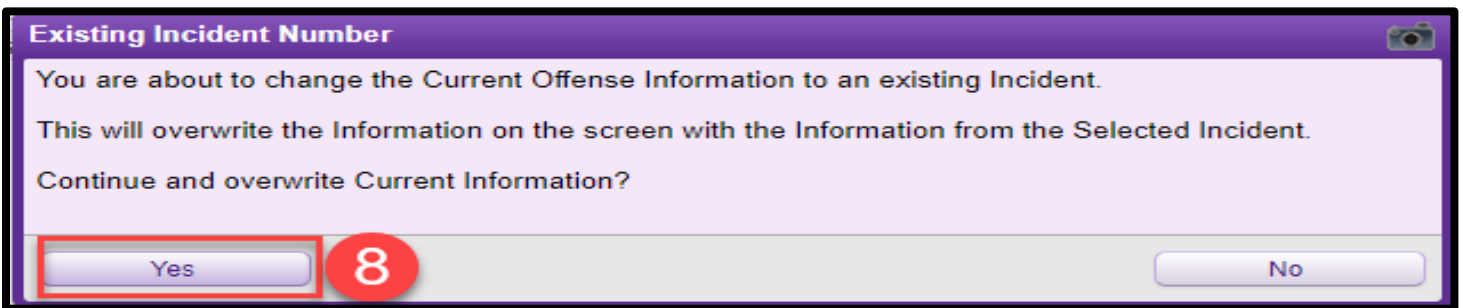 Existing Incident Number
You are about to change the Current Offense Information to an existing Incident.
This will overwrite the Information on the screen with the Information from the Selected Incident.
Continue and overwrite Current Information?
Yes 8 No